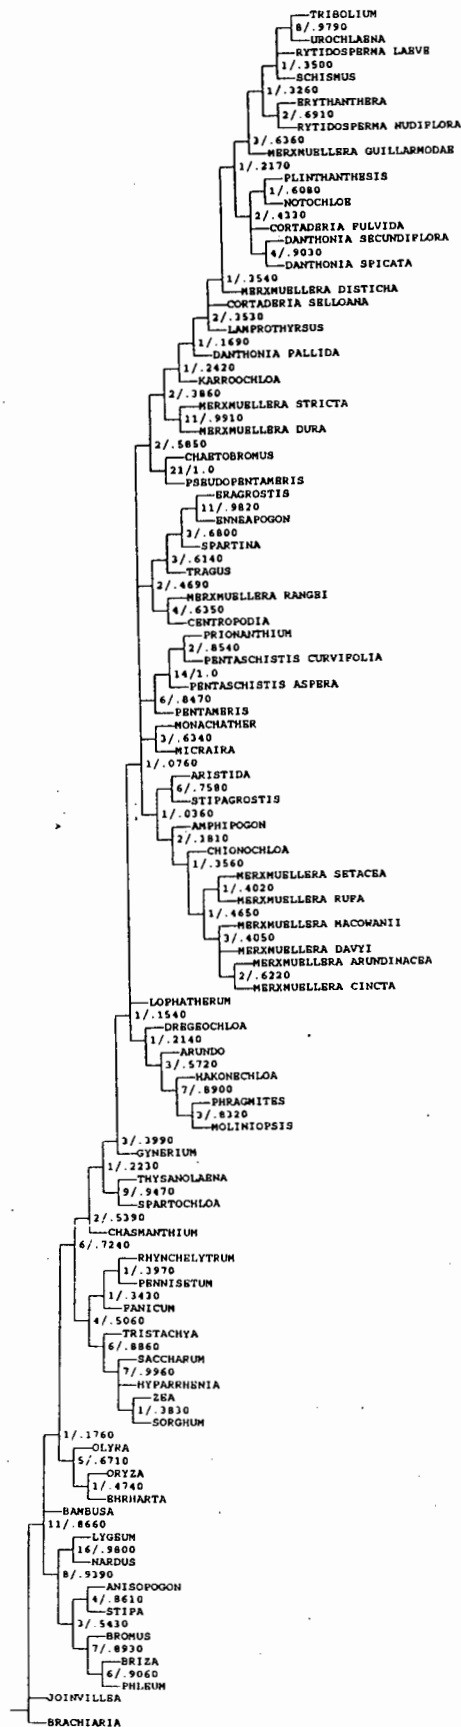 TRIBOLIUM
8/.9790
UROCHLAENA
RYTIDOSPERMA LAEVE
1/.3500
SCHISMUS
1/.3260
ERYTHANTHERA
2/.6910
RYTIDOSPERMA NUDIFLORA
3/.6360
MERXMUELLERA GUILLARMODAE
1/.2170
PLINTHANTHESIS
1/.6080
NOTOCHLOE
2/.4330
CORTADERIA FULVIDA
DANTHONIA SECUNDIFLORA
4/.9030
DANTHONIA SPICATA
1/.3540
MERXMUELLERA DISTICHA
CORTADERIA SELLOANA
2/.3530
LAMPROTHYRSUS
1/.1690
DANTHONIA PALLIDA
1/.2420
KARROOCHLOA
2/.3860
MERXMUELLERA STRICTA
11/.9910
MERXMUELLERA DURA
2/.5850
CHAETOBROMUS
21/1.0
PSEUDOPENTAMERIS
ERAGROSTIS
11/.9820
ENNEAPOGON
3/.6800
SPARTINA
3/.6140
TRAGUS
2/.4690
MERXMUELLERA RANGEI
4/.6350
CENTROPODIA
PRIONANTHIUM
2/.8540
PENTASCHISTIS CURVIFOLIA
14/1.0
PENTASCHISTIS ASPERA
6/.8470
PENTAMERIS
MONACHATHER
3/.6340
MICRAIRA
1/.0760
ARISTIDA
6/.7580
STIPAGROSTIS
1/.0360
AMPHIPOGON
2/.3810
CHIONOCHLOA
1/.3560
MERXMUELLERA SETACEA
1/.4020
MERXMUELLERA RUFA
1/.4650
MERXMUELLERA MACOWANII
3/.4050
MERXMUELLERA DAVYI
MERXMUELLERA ARUNDINACEA
2/.6220
MERXMUELLERA CINCTA
LOPHATHERUM
1/.1540
DREGEOCHLOA
1/.2140
ARUNDO
3/.5720
HAKONECHLOA
7/.8900
PHRAGMITES
3/.8320
MOLINIOPSIS
3/.3990
GYNERIUM
1/.2230
THYSANOLAENA
9/.9470
SPARTOCHLOA
2/.5390
CHASMANTHIUM
6/.7240
RHYNCHELYTRUM
1/.3970
PENNISETUM
1/.3430
PANICUM
4/.5060
TRISTACHYA
6/.8860
SACCHARUM
7/.9960
HYPARRHENIA
ZEA
1/.3830
SORGHUM
1/.1760
OLYRA
5/.6710
ORYZA
1/.4740
EHRHARTA
BAMBUSA
11/.8660
LYGEUM
16/.9800
NARDUS
8/.9390
ANISOPOGON
4/.8610
STIPA
3/.5430
BROMUS
7/.8930
BRIZA
6/.9060
PHLEUM
JOINVILLEA
BRACHIARIA